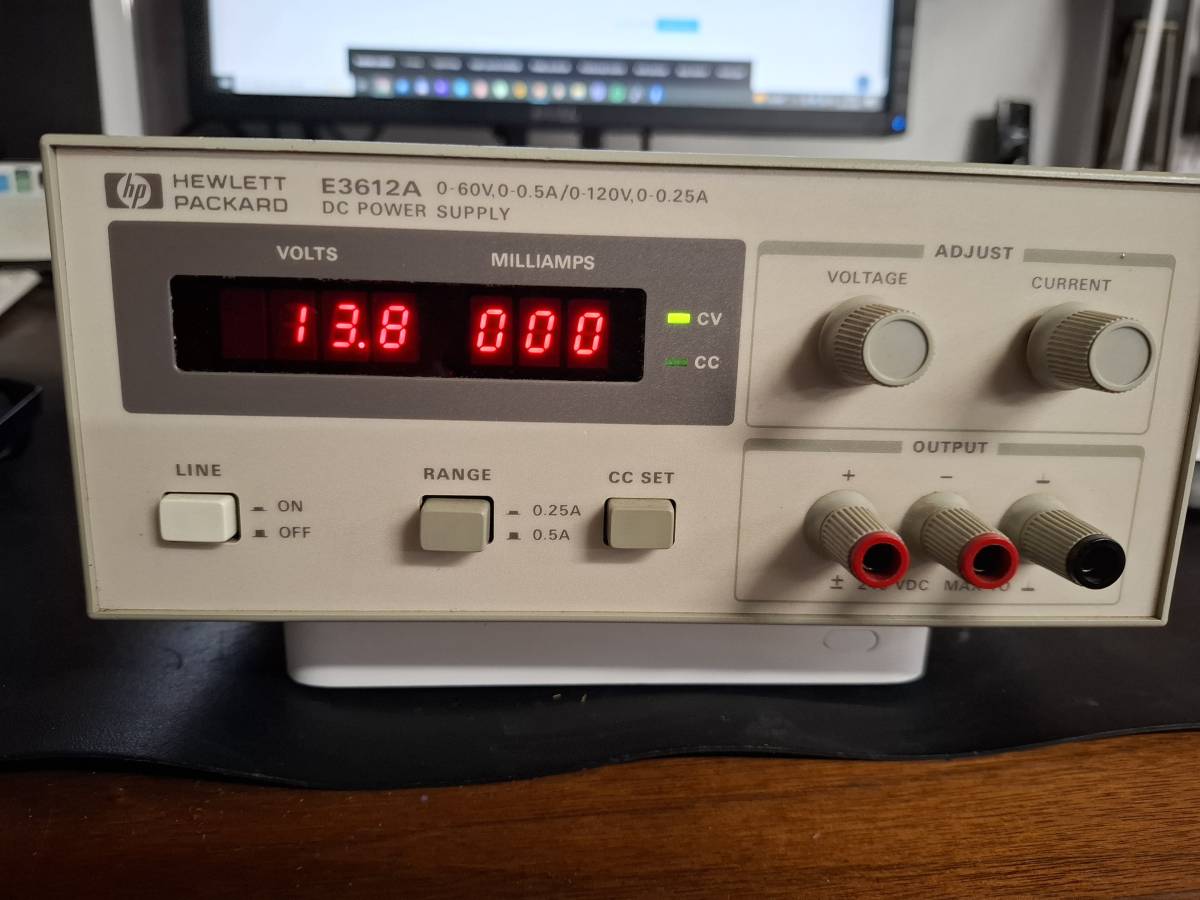 hp HEWLETT PACKARD
E3612A 0-60V,0-0.5A/0-120V,0-0.25A
DC POWER SUPPLY
VOLTS MILLIAMPS
13.8 000
CV
CC
ADJUST
VOLTAGE CURRENT
LINE
ON
OFF
RANGE
0.25A
0.5A
CC SET
OUTPUT
+ − ⏚
± VDC MAX TO ⏚